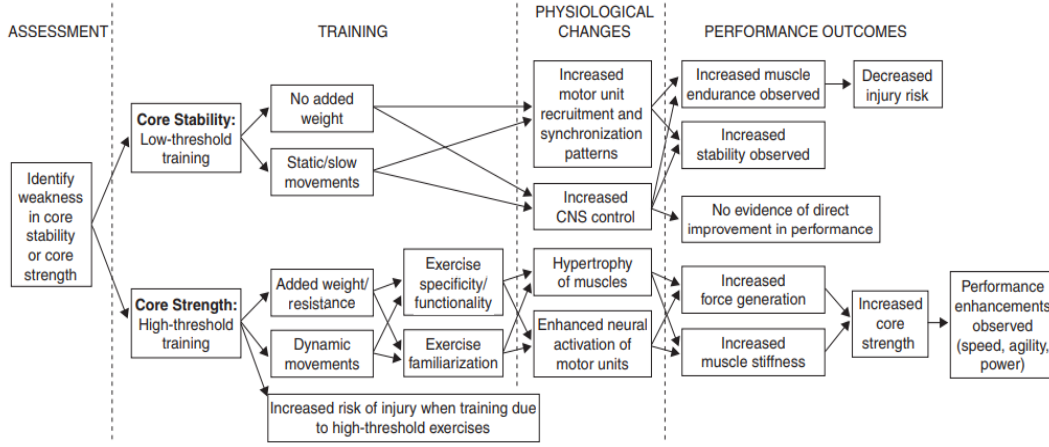 ASSESSMENT
TRAINING
PHYSIOLOGICAL
CHANGES
PERFORMANCE OUTCOMES
Identify
weakness
in core
stability
or core
strength
Core Stability:
Low-threshold
training
No added
weight
Static/slow
movements
Increased
motor unit
recruitment and
synchronization
patterns
Increased
CNS control
Increased muscle
endurance observed
Decreased
injury risk
Increased
stability observed
No evidence of direct
improvement in performance
Core Strength:
High-threshold
training
Added weight/
resistance
Dynamic
movements
Increased risk of injury when training due
to high-threshold exercises
Exercise
specificity/
functionality
Exercise
familiarization
Hypertrophy
of muscles
Enhanced neural
activation of
motor units
Increased
force generation
Increased
muscle stiffness
Increased
core
strength
Performance
enhancements
observed
(speed, agility,
power)